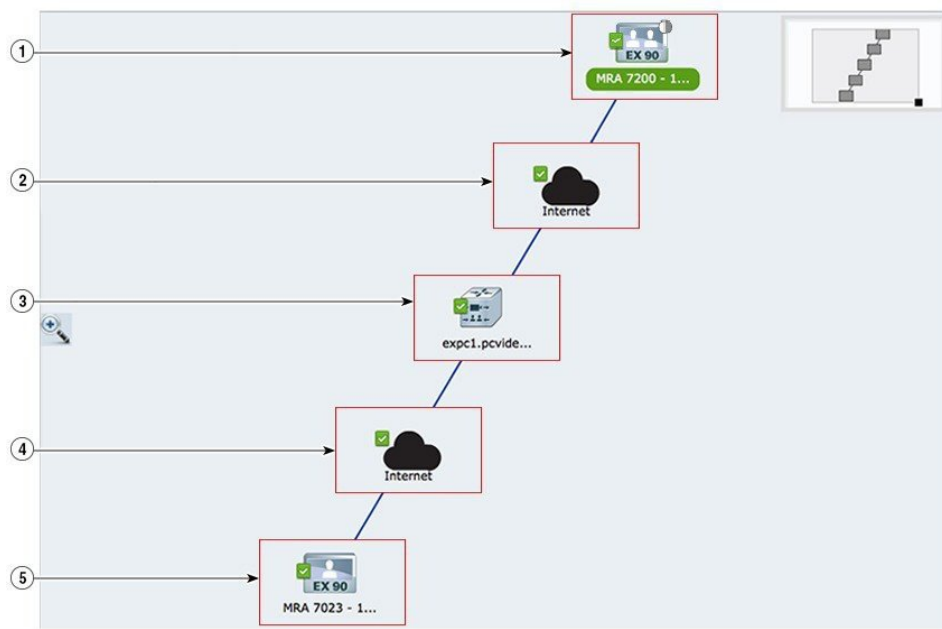 1
EX 90
MRA 7200 - 1...
2
Internet
3
expc1.pcvide...
4
Internet
5
EX 90
MRA 7023 - 1...